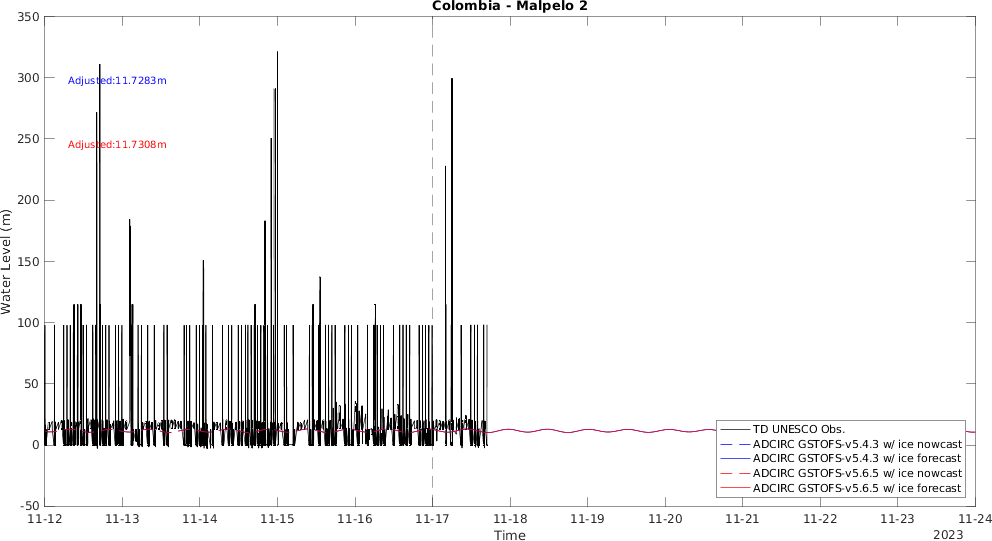 Colombia - Malpelo 2
350
300
250
200
150
100
50
0
-50
Water Level (m)
Adjusted:11.7283m
Adjusted:11.7308m
TD UNESCO Obs.
ADCIRC GSTOFS-v5.4.3 w/ ice nowcast
ADCIRC GSTOFS-v5.4.3 w/ ice forecast
ADCIRC GSTOFS-v5.6.5 w/ ice nowcast
ADCIRC GSTOFS-v5.6.5 w/ ice forecast
11-12 11-13 11-14 11-15 11-16 11-17 11-18 11-19 11-20 11-21 11-22 11-23 11-24
Time
2023